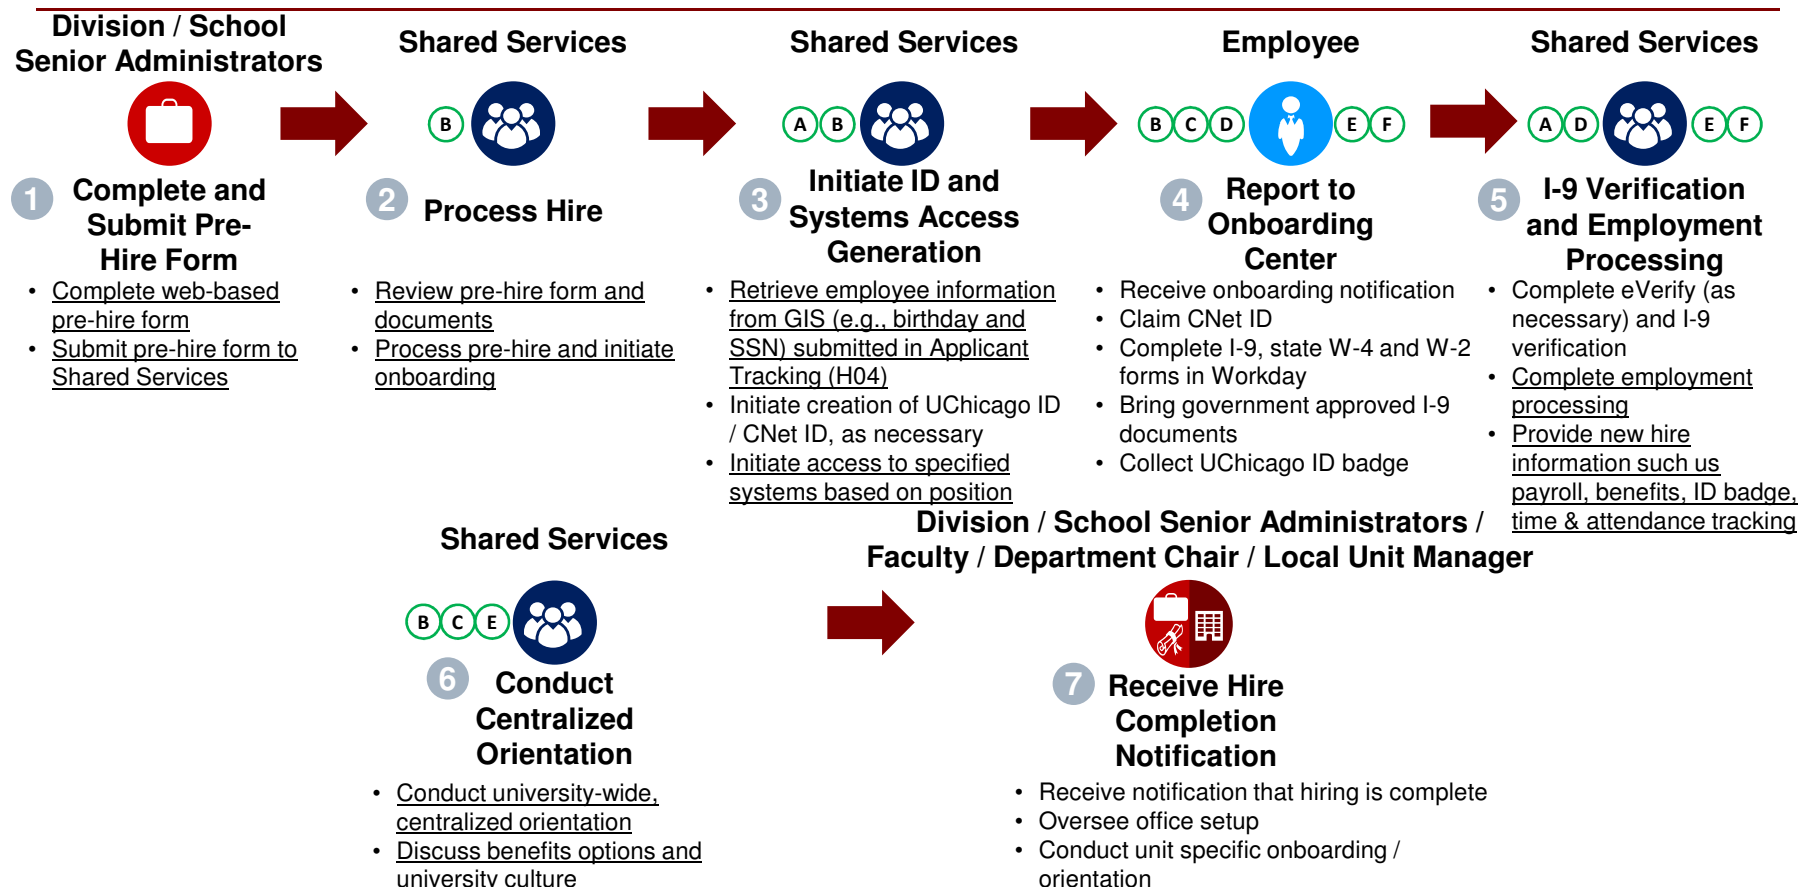 Division / School
Senior Administrators
Shared Services
Shared Services
Employee
Shared Services
B
A B
B C D E F
A D E F
1 Complete and
Submit Pre-
Hire Form
• Complete web-based
pre-hire form
• Submit pre-hire form to
Shared Services
2 Process Hire
• Review pre-hire form and
documents
• Process pre-hire and initiate
onboarding
3 Initiate ID and
Systems Access
Generation
• Retrieve employee information
from GIS (e.g., birthday and
SSN) submitted in Applicant
Tracking (H04)
• Initiate creation of UChicago ID
/ CNet ID, as necessary
• Initiate access to specified
systems based on position
4 Report to
Onboarding
Center
• Receive onboarding notification
• Claim CNet ID
• Complete I-9, state W-4 and W-2
forms in Workday
• Bring government approved I-9
documents
• Collect UChicago ID badge
5 I-9 Verification
and Employment
Processing
• Complete eVerify (as
necessary) and I-9
verification
• Complete employment
processing
• Provide new hire
information such us
payroll, benefits, ID badge,
time & attendance tracking
Shared Services
B C E
6 Conduct
Centralized
Orientation
• Conduct university-wide,
centralized orientation
• Discuss benefits options and
university culture
Division / School Senior Administrators /
Faculty / Department Chair / Local Unit Manager
7 Receive Hire
Completion
Notification
• Receive notification that hiring is complete
• Oversee office setup
• Conduct unit specific onboarding /
orientation